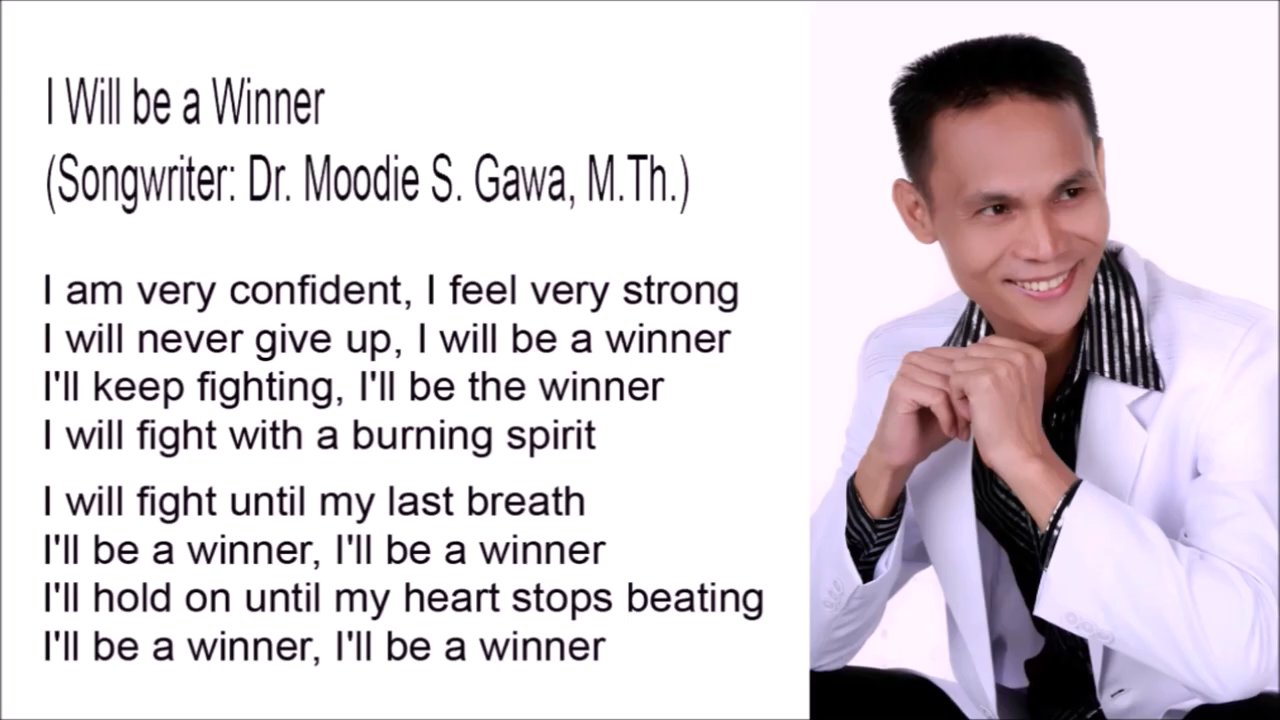 I Will be a Winner
(Songwriter: Dr. Moodie S. Gawa, M.Th.)
I am very confident, I feel very strong
I will never give up, I will be a winner
I'll keep fighting, I'll be the winner
I will fight with a burning spirit
I will fight until my last breath
I'll be a winner, I'll be a winner
I'll hold on until my heart stops beating
I'll be a winner, I'll be a winner